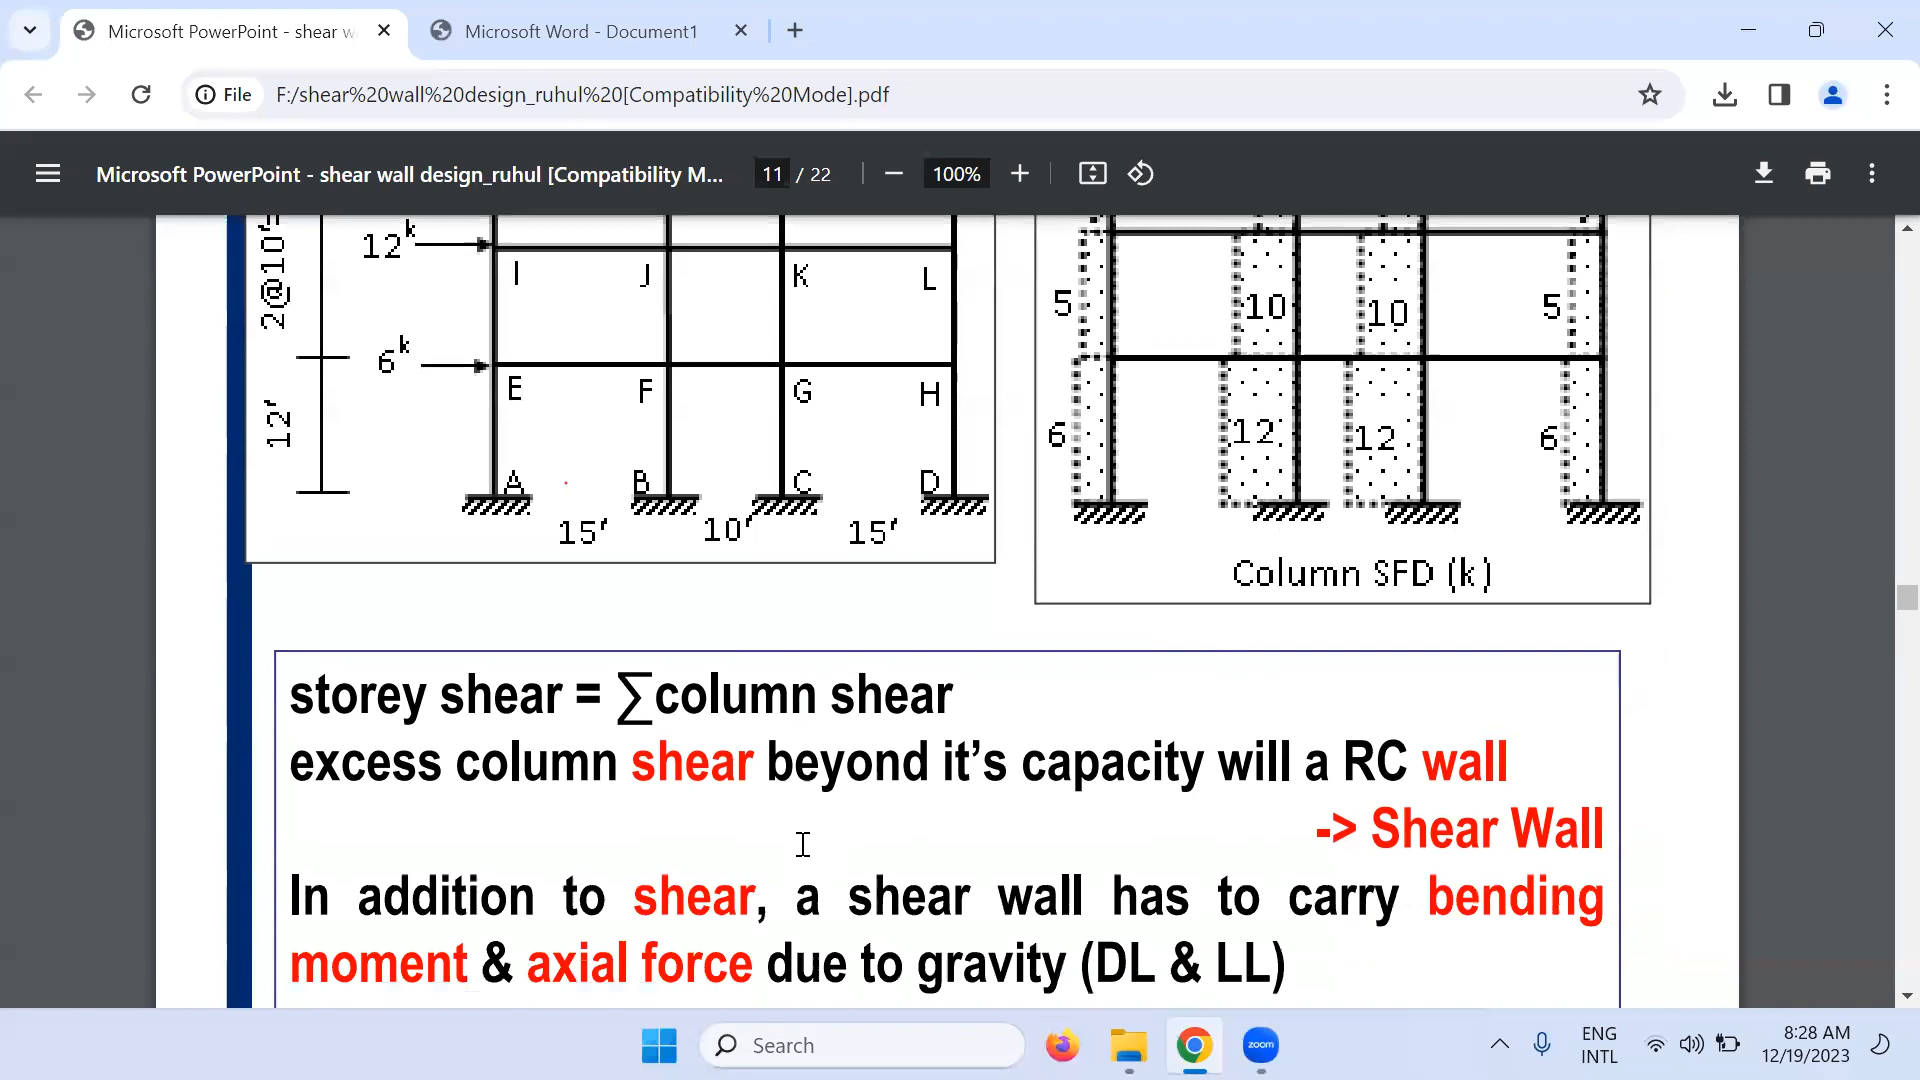 Microsoft PowerPoint - shear w
Microsoft Word - Document1
File
F:/shear%20wall%20design_ruhul%20[Compatibility%20Mode].pdf
Microsoft PowerPoint - shear wall design_ruhul [Compatibility M...
11 / 22
100%
2@10'
12'
12k
6k
I J K L
E F G H
A B C D
15' 10' 15'
5 10 10 5
6 12 12 6
Column SFD (k)
storey shear = ∑column shear
excess column shear beyond it's capacity will a RC wall
-> Shear Wall
In addition to shear, a shear wall has to carry bending
moment & axial force due to gravity (DL & LL)
Search
zoom
ENG
INTL
8:28 AM
12/19/2023